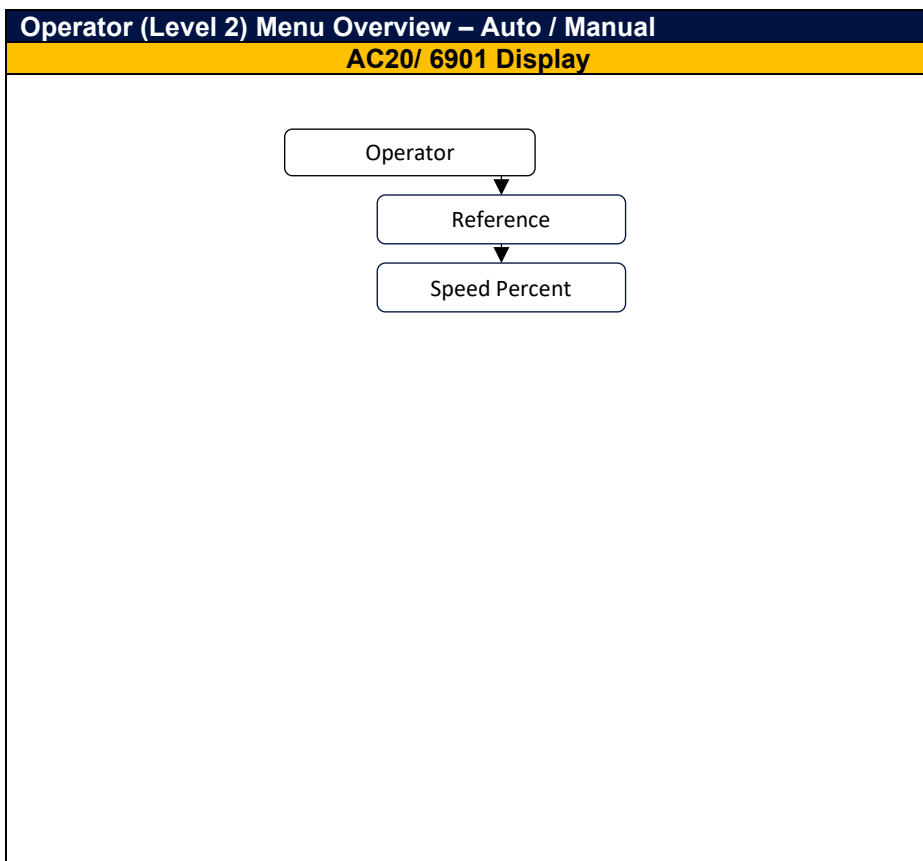 Operator (Level 2) Menu Overview – Auto / Manual
AC20/ 6901 Display
Operator
Reference
Speed Percent